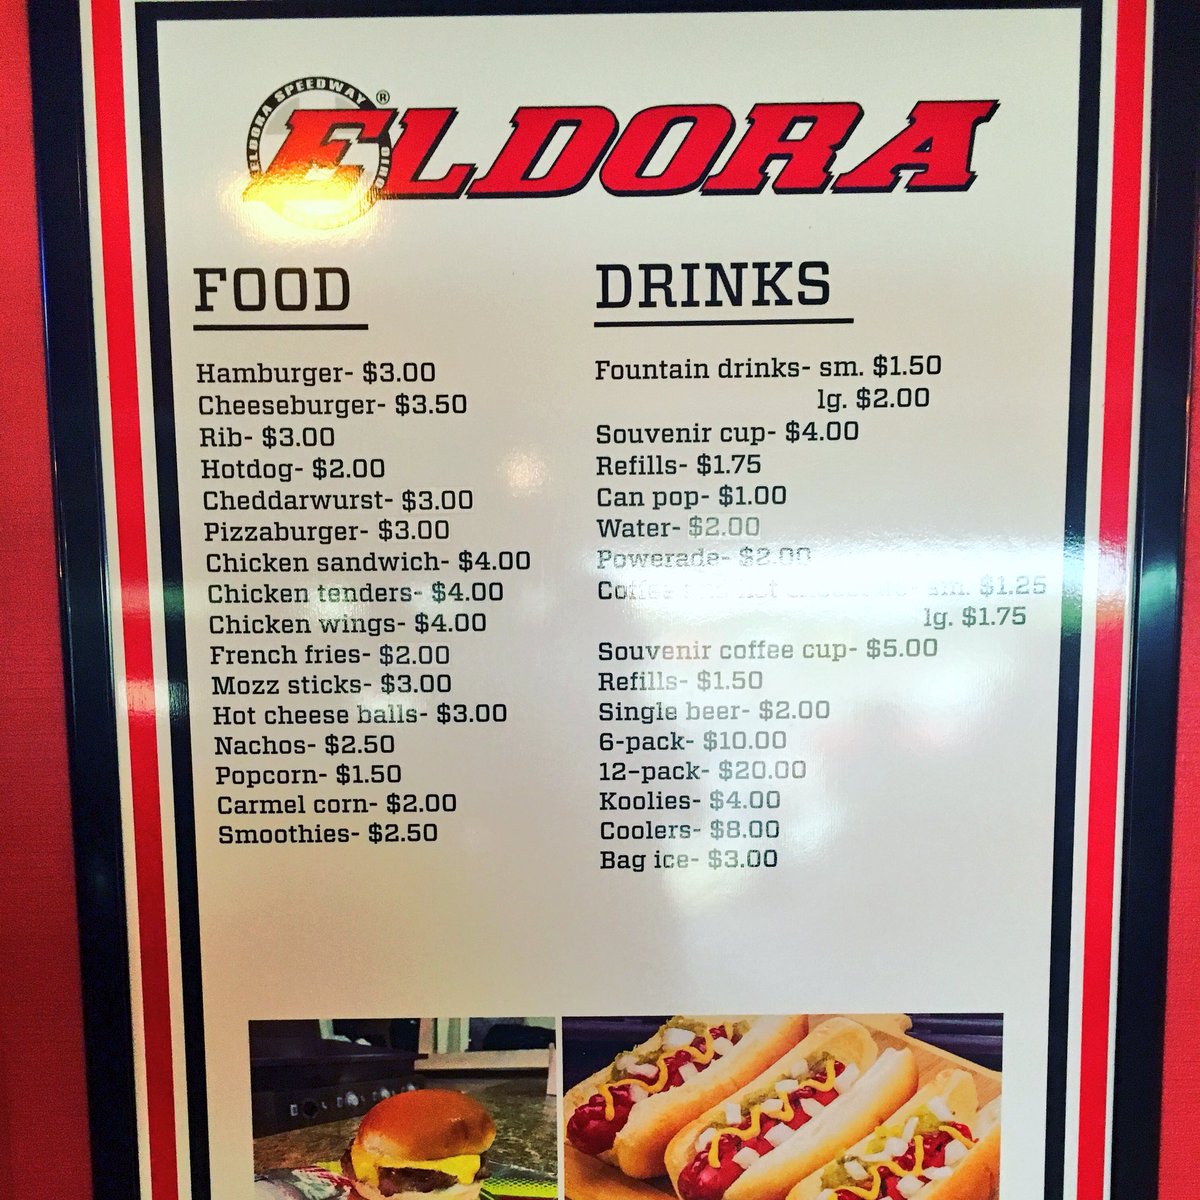 ELDORA SPEEDWAY OHIO ®
ELDORA
FOOD
Hamburger- $3.00
Cheeseburger- $3.50
Rib- $3.00
Hotdog- $2.00
Cheddarwurst- $3.00
Pizzaburger- $3.00
Chicken sandwich- $4.00
Chicken tenders- $4.00
Chicken wings- $4.00
French fries- $2.00
Mozz sticks- $3.00
Hot cheese balls- $3.00
Nachos- $2.50
Popcorn- $1.50
Carmel corn- $2.00
Smoothies- $2.50
DRINKS
Fountain drinks- sm. $1.50
lg. $2.00
Souvenir cup- $4.00
Refills- $1.75
Can pop- $1.00
Water- $2.00
Powerade- $2.00
Coffee hot sm. $1.25
lg. $1.75
Souvenir coffee cup- $5.00
Refills- $1.50
Single beer- $2.00
6-pack- $10.00
12-pack- $20.00
Koolies- $4.00
Coolers- $8.00
Bag ice- $3.00